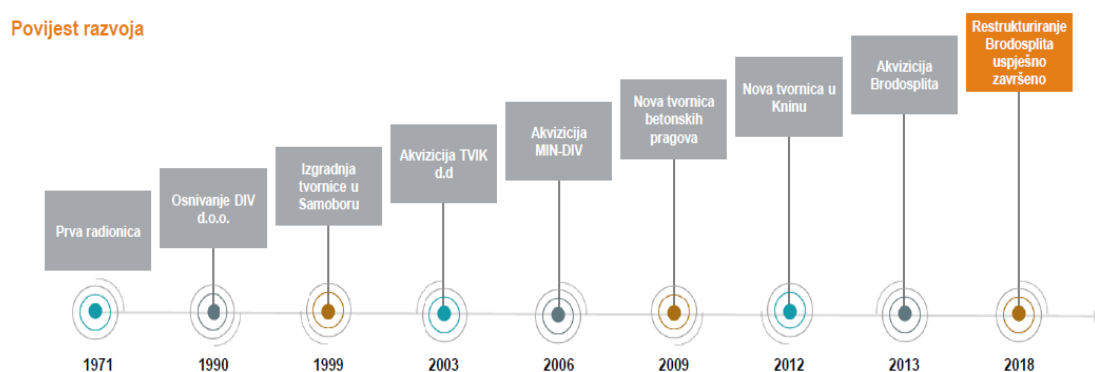 Povijest razvoja
Prva radionica
Osnivanje DIV
d.o.o.
Izgradnja
tvornice u
Samoboru
Akvizicija TVIK
d.d
Akvizicija
MIN-DIV
Nova tvornica
betonskih
pragova
Nova tvornica u
Kninu
Akvizicija
Brodosplita
Restrukturiranje
Brodosplita
uspješno
završeno
1971
1990
1999
2003
2006
2009
2012
2013
2018